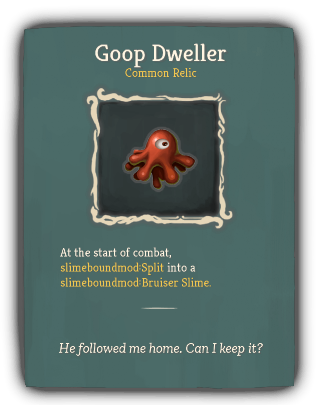 Goop Dweller
Common Relic
At the start of combat,
slimeboundmod:Split into a
slimeboundmod:Bruiser Slime.
He followed me home. Can I keep it?